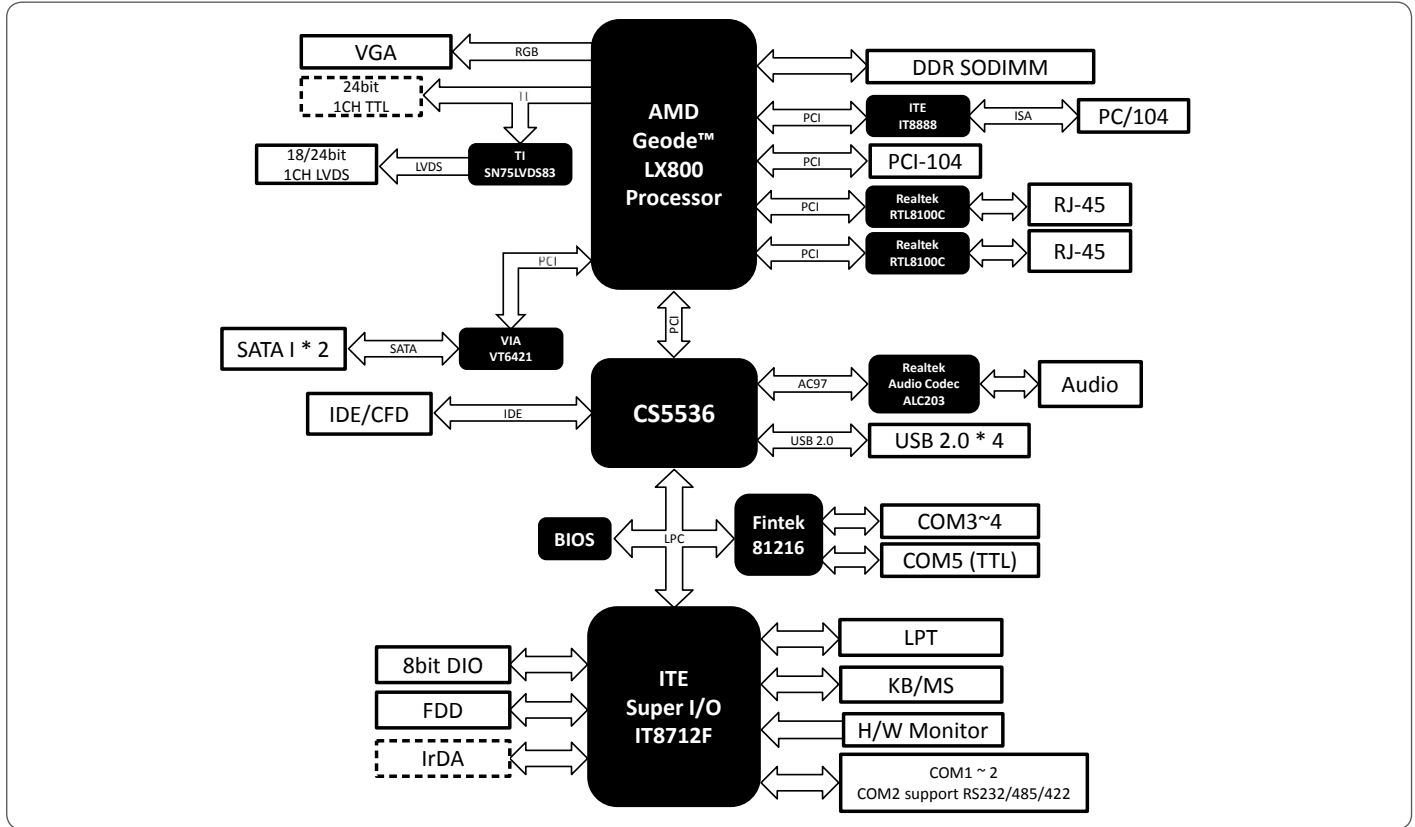 VGA
RGB
24bit
1CH TTL
18/24bit
1CH LVDS
LVDS
TI
SN75LVDS83
AMD
Geode™
LX800
Processor
DDR SODIMM
PCI
ITE
IT8888
ISA
PC/104
PCI
PCI-104
PCI
Realtek
RTL8100C
RJ-45
PCI
Realtek
RTL8100C
RJ-45
PCI
PCI
SATA I * 2
SATA
VIA
VT6421
IDE/CFD
IDE
CS5536
AC97
Realtek
Audio Codec
ALC203
Audio
USB 2.0
USB 2.0 * 4
BIOS
LPC
Fintek
81216
COM3~4
COM5 (TTL)
8bit DIO
FDD
IrDA
ITE
Super I/O
IT8712F
LPT
KB/MS
H/W Monitor
COM1 ~ 2
COM2 support RS232/485/422